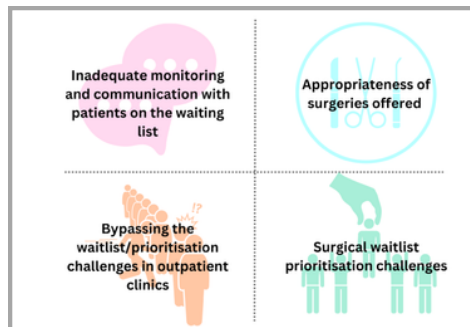 Inadequate monitoring
and communication with
patients on the waiting
list
Appropriateness of
surgeries offered
!?
Bypassing the
waitlist/prioritisation
challenges in outpatient
clinics
Surgical waitlist
prioritisation challenges